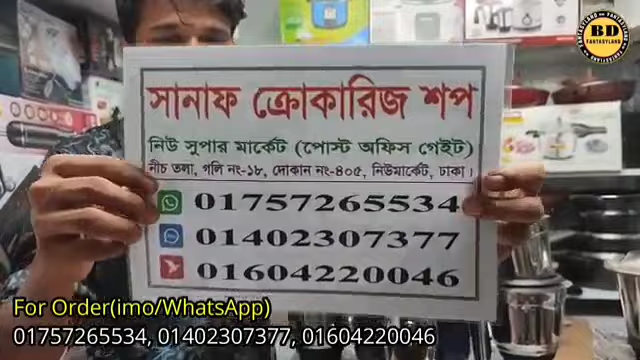 BD
FANTASYLAND
সানাফ ক্রোকারিজ শপ
নিউ সুপার মার্কেট (পোস্ট অফিস গেইট)
নীচ তলা, গলি নং-১৮, দোকান নং-৪০৫, নিউমার্কেট, ঢাকা।
01757265534
01402307377
01604220046
For Order(imo/WhatsApp)
01757265534, 01402307377, 01604220046